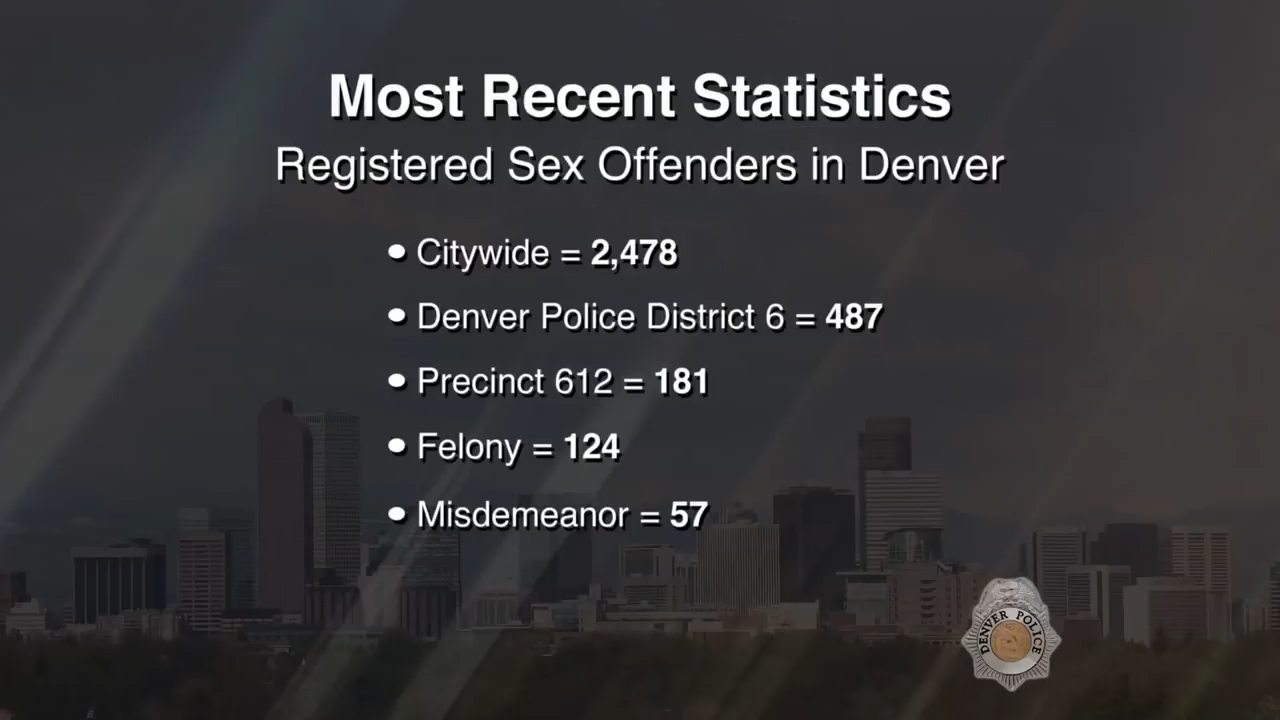 Most Recent Statistics
Registered Sex Offenders in Denver
• Citywide = 2,478
• Denver Police District 6 = 487
• Precinct 612 = 181
• Felony = 124
• Misdemeanor = 57
DENVER POLICE